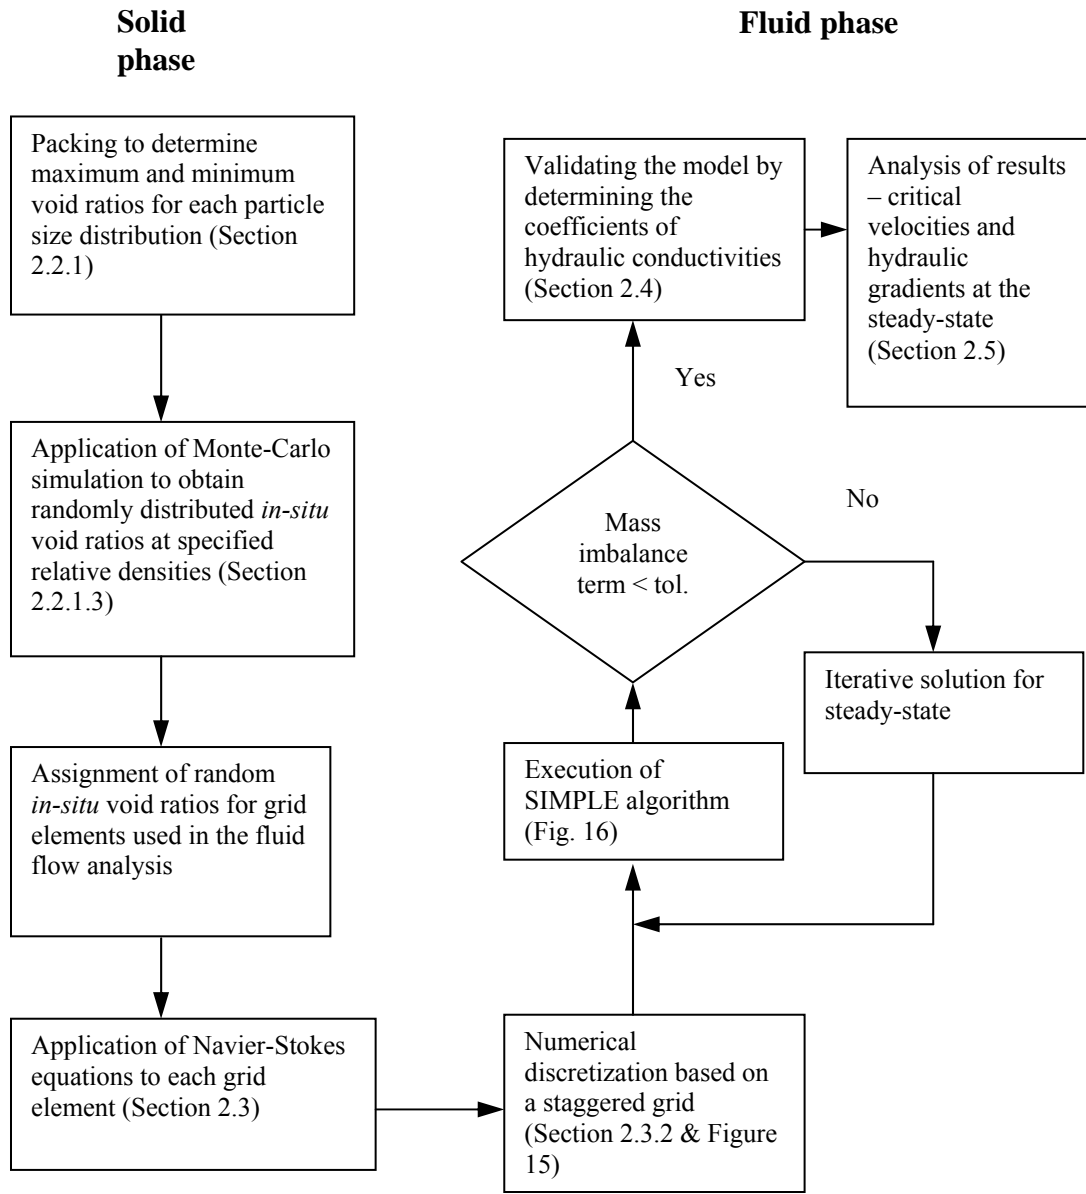 Solid
phase
Fluid phase
Packing to determine
maximum and minimum
void ratios for each particle
size distribution (Section
2.2.1)
Application of Monte-Carlo
simulation to obtain
randomly distributed in-situ
void ratios at specified
relative densities (Section
2.2.1.3)
Assignment of random
in-situ void ratios for grid
elements used in the fluid
flow analysis
Application of Navier-Stokes
equations to each grid
element (Section 2.3)
Numerical
discretization based on
a staggered grid
(Section 2.3.2 & Figure
15)
Execution of
SIMPLE algorithm
(Fig. 16)
Mass
imbalance
term < tol.
No
Iterative solution for
steady-state
Yes
Validating the model by
determining the
coefficients of
hydraulic conductivities
(Section 2.4)
Analysis of results
– critical
velocities and
hydraulic
gradients at the
steady-state
(Section 2.5)